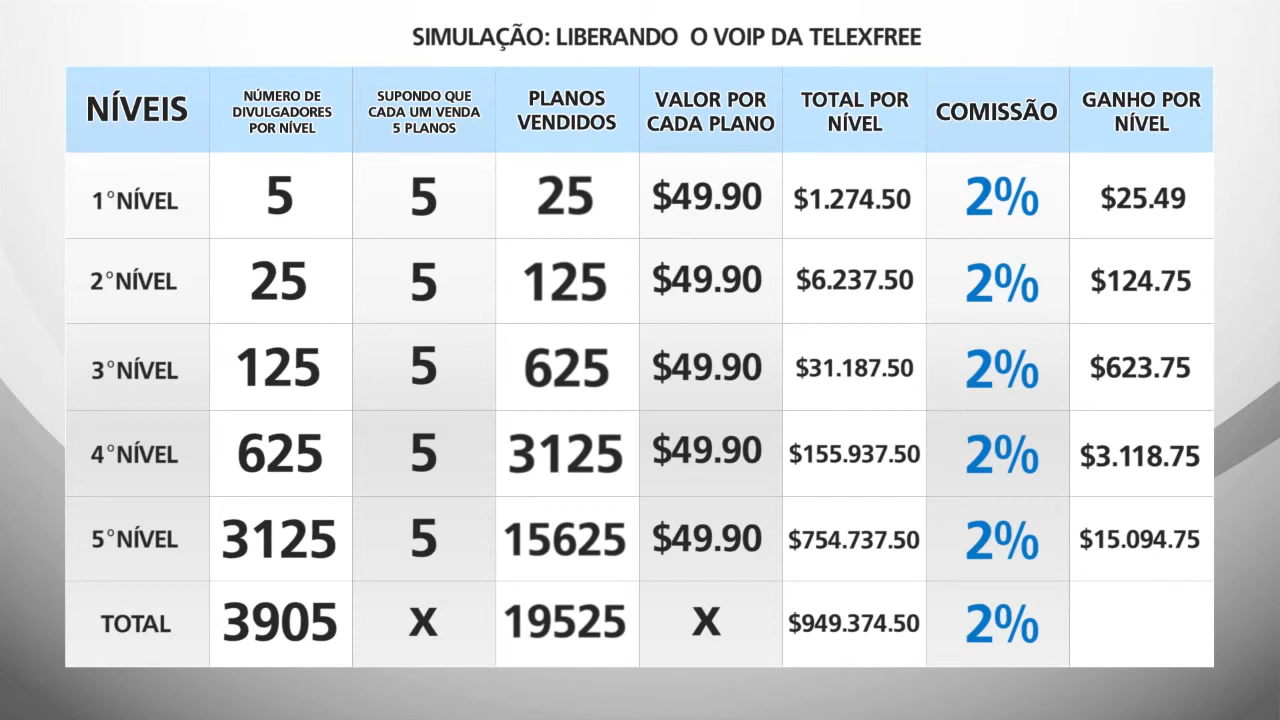 SIMULAÇÃO: LIBERANDO O VOIP DA TELEXFREE
NÍVEIS
NÚMERO DE
DIVULGADORES
POR NÍVEL
SUPONDO QUE
CADA UM VENDA
5 PLANOS
PLANOS
VENDIDOS
VALOR POR
CADA PLANO
TOTAL POR
NÍVEL
COMISSÃO
GANHO POR
NÍVEL
1°NÍVEL 5 5 25 $49.90 $1.274.50 2% $25.49
2°NÍVEL 25 5 125 $49.90 $6.237.50 2% $124.75
3°NÍVEL 125 5 625 $49.90 $31.187.50 2% $623.75
4°NÍVEL 625 5 3125 $49.90 $155.937.50 2% $3.118.75
5°NÍVEL 3125 5 15625 $49.90 $754.737.50 2% $15.094.75
TOTAL 3905 X 19525 X $949.374.50 2%